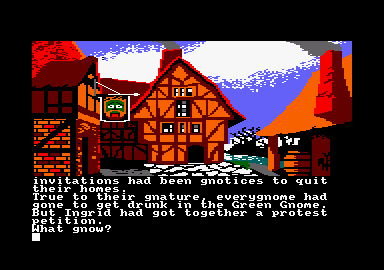 invitations had been gnotices to quit
their homes.
True to their gnature, everygnome had
gone to get drunk in the Green Gnome.
But Ingrid had got together a protest
petition.
What gnow?